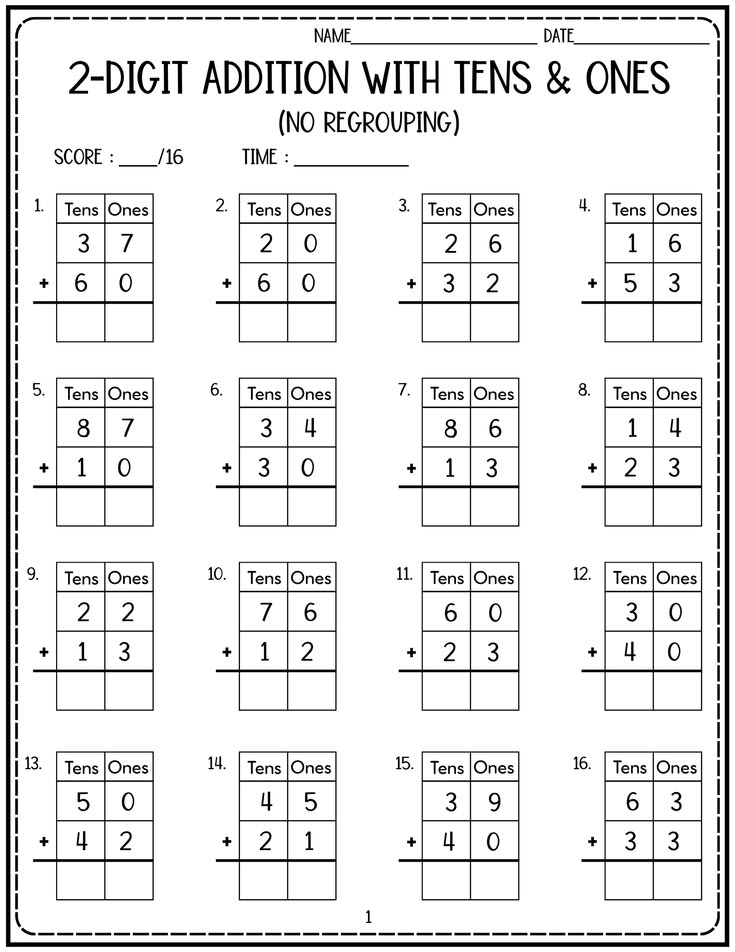 NAME____________________ DATE_______________
2-DIGIT ADDITION WITH TENS & ONES
(NO REGROUPING)
SCORE : ____/16 TIME : ____________
1. Tens Ones 2. Tens Ones 3. Tens Ones 4. Tens Ones
3 7 2 0 2 6 1 6
+ 6 0 + 6 0 + 3 2 + 5 3
5. Tens Ones 6. Tens Ones 7. Tens Ones 8. Tens Ones
8 7 3 4 8 6 1 4
+ 1 0 + 3 0 + 1 3 + 2 3
9. Tens Ones 10. Tens Ones 11. Tens Ones 12. Tens Ones
2 2 7 6 6 0 3 0
+ 1 3 + 1 2 + 2 3 + 4 0
13. Tens Ones 14. Tens Ones 15. Tens Ones 16. Tens Ones
5 0 4 5 3 9 6 3
+ 4 2 + 2 1 + 4 0 + 3 3
1